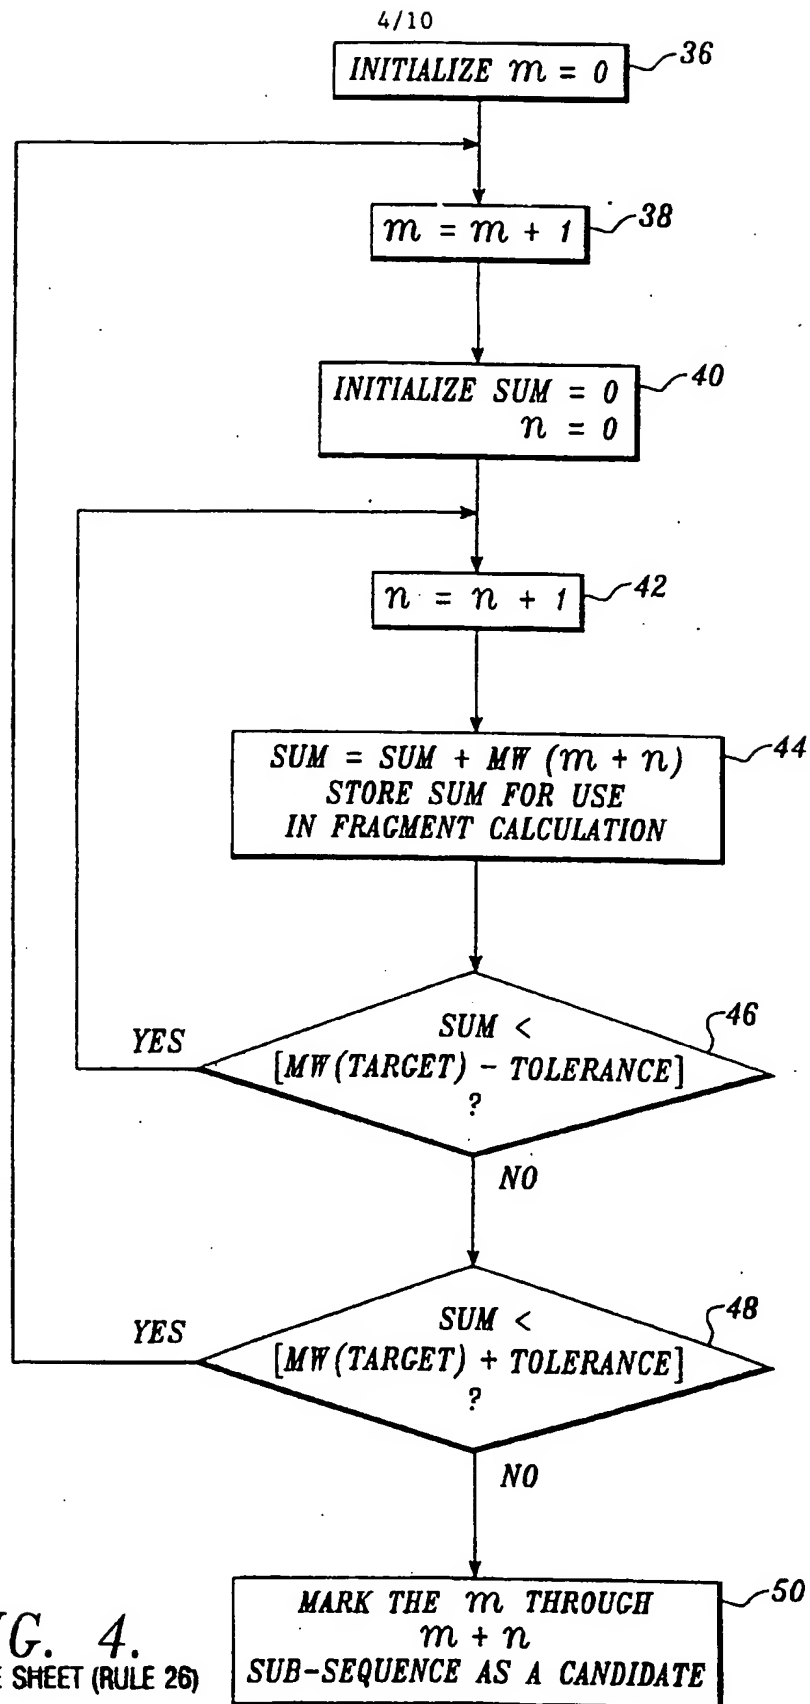 4/10
INITIALIZE m = 0
36
m = m + 1
38
INITIALIZE SUM = 0
n = 0
40
n = n + 1
42
SUM = SUM + MW (m + n)
STORE SUM FOR USE
IN FRAGMENT CALCULATION
44
SUM <
[MW(TARGET) - TOLERANCE]
?
46
YES
NO
SUM <
[MW(TARGET) + TOLERANCE]
?
48
YES
NO
MARK THE m THROUGH
m + n
SUB-SEQUENCE AS A CANDIDATE
50
G. 4.
SHEET (RULE 26)